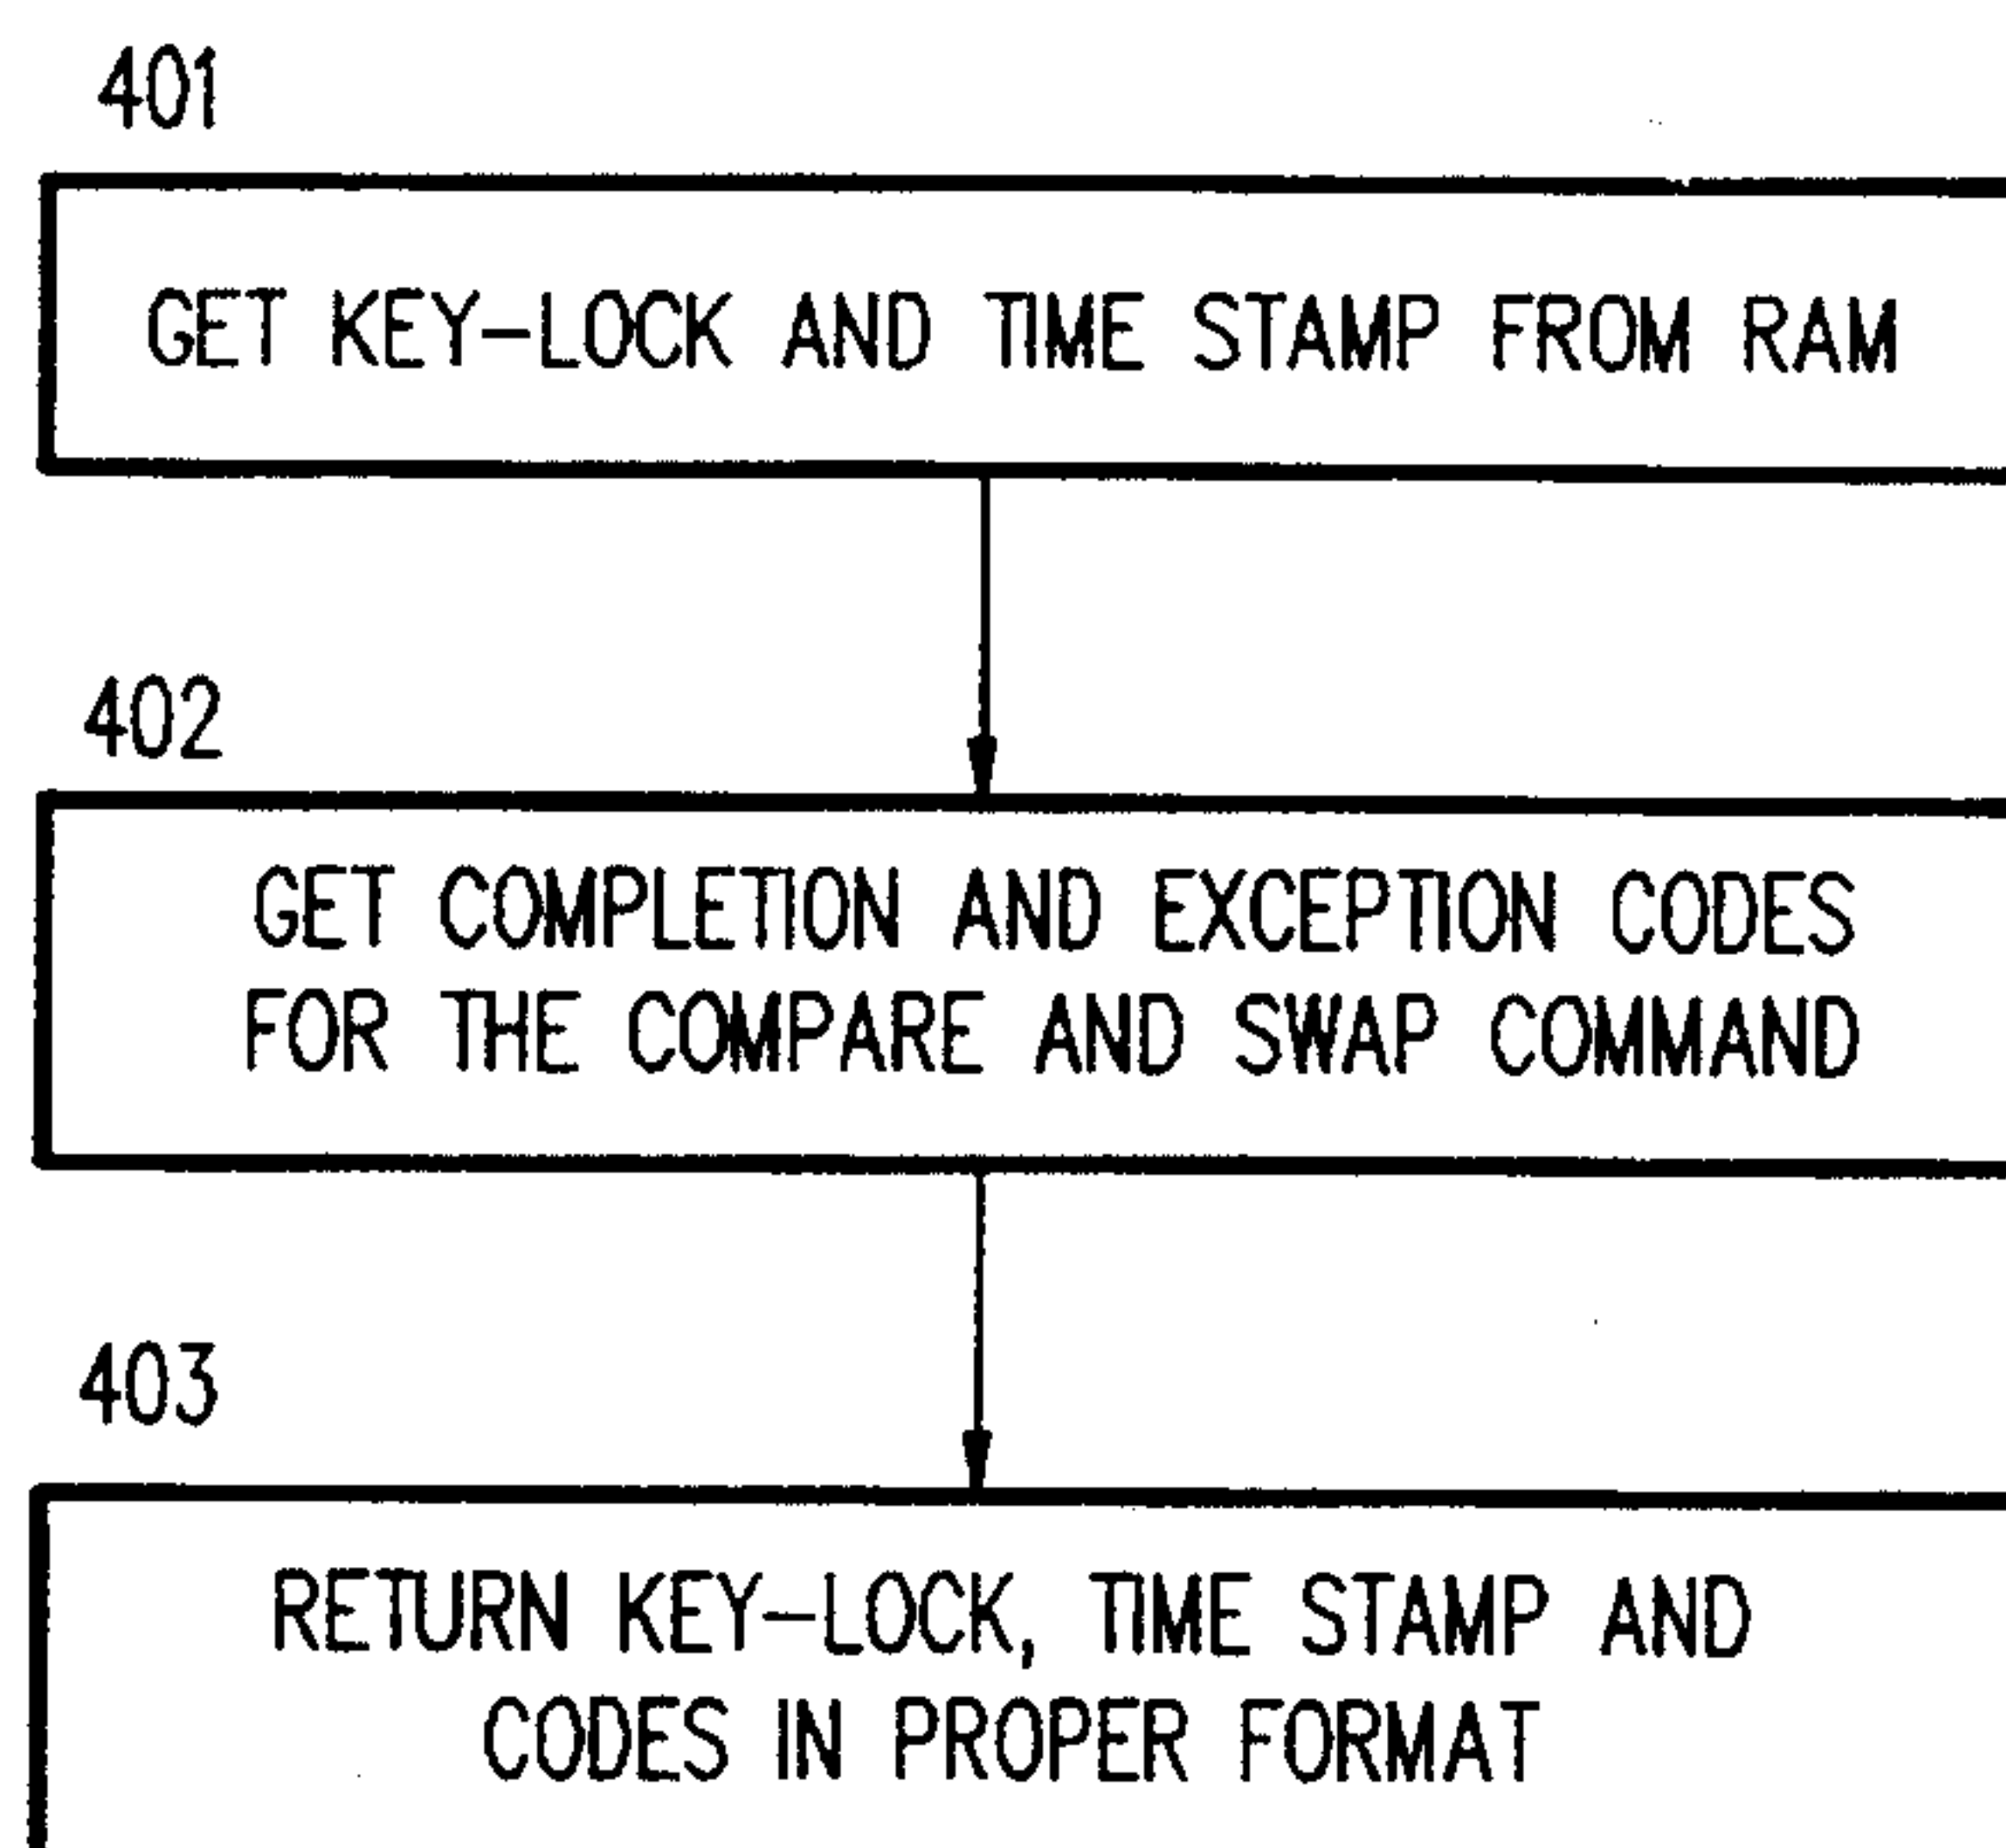 401
GET KEY-LOCK AND TIME STAMP FROM RAM
402
GET COMPLETION AND EXCEPTION CODES
FOR THE COMPARE AND SWAP COMMAND
403
RETURN KEY-LOCK, TIME STAMP AND
CODES IN PROPER FORMAT